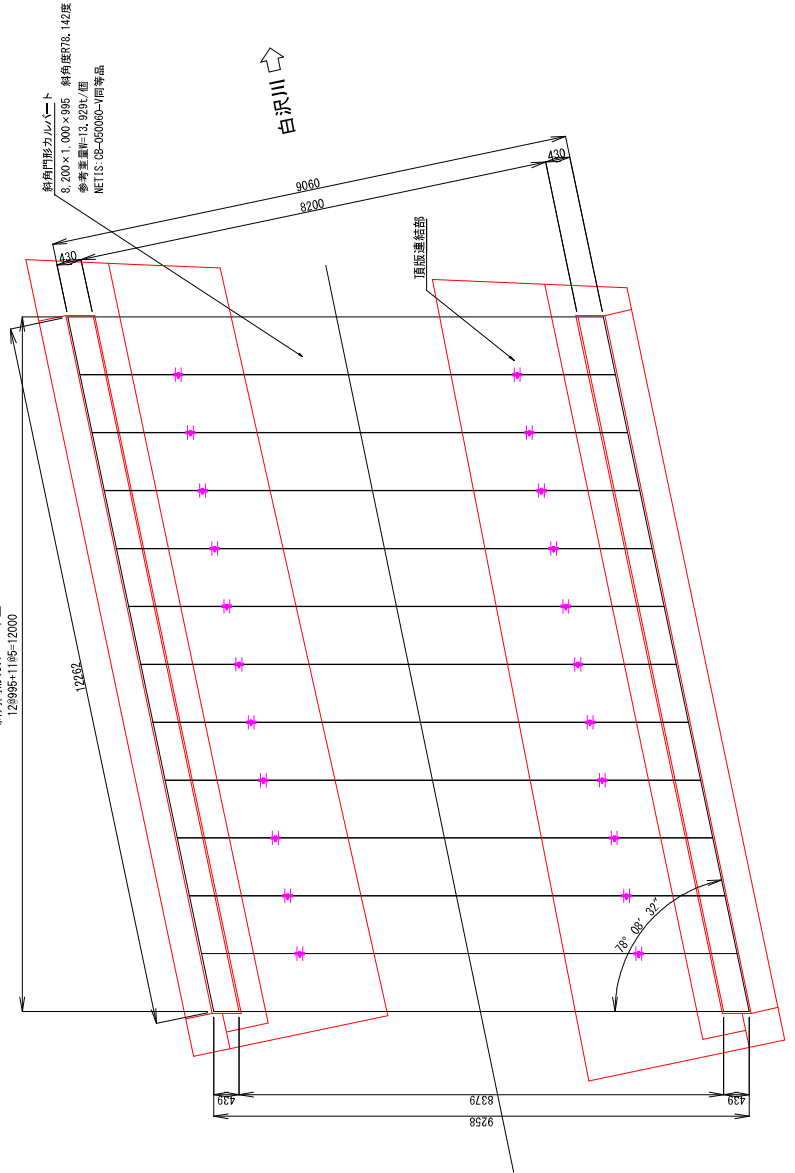 斜角門形カルバート
8,200×1,000×995 斜角度R78.142度
参考重量W=13.929t/個
NETIS:CB-050060-V同等品
白沢川
12@995+11@5=12000
12262
430
9060
8200
430
頂版連結部
78° 08′ 32″
439
8379
9258
439